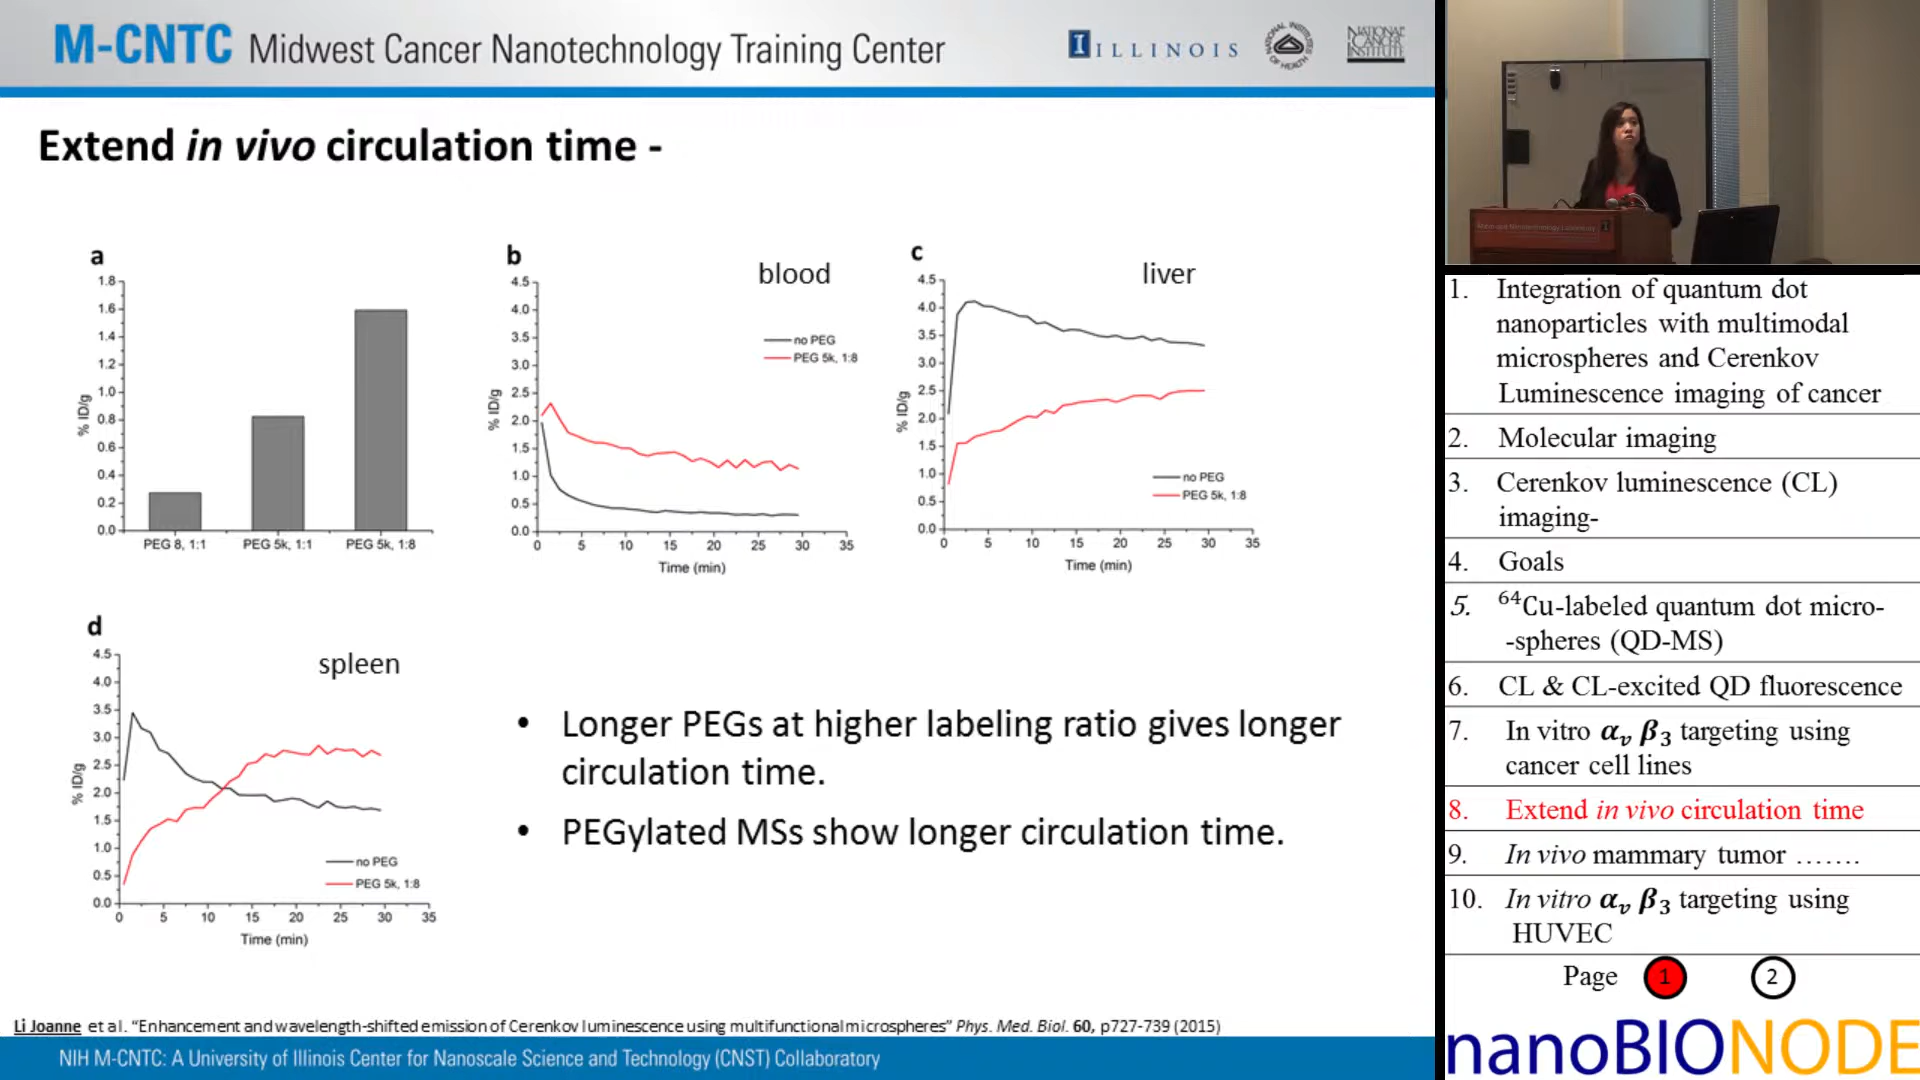 M-CNTC Midwest Cancer Nanotechnology Training Center
I ILLINOIS
NATIONAL INSTITUTES OF HEALTH
NATIONAL
CANCER
INSTITUTE
Extend in vivo circulation time -
a
1.8
1.6
1.4
1.2
1.0
0.8
0.6
0.4
0.2
0.0
% ID/g
PEG 8, 1:1 PEG 5k, 1:1 PEG 5k, 1:8
b
blood
4.5
4.0
3.5
3.0
2.5
2.0
1.5
1.0
0.5
0.0
% ID/g
no PEG
PEG 5k, 1:8
0 5 10 15 20 25 30 35
Time (min)
c
liver
4.5
4.0
3.5
3.0
2.5
2.0
1.5
1.0
0.5
0.0
% ID/g
no PEG
PEG 5k, 1:8
0 5 10 15 20 25 30 35
Time (min)
d
spleen
4.5
4.0
3.5
3.0
2.5
2.0
1.5
1.0
0.5
0.0
% ID/g
no PEG
PEG 5k, 1:8
0 5 10 15 20 25 30 35
Time (min)
• Longer PEGs at higher labeling ratio gives longer
circulation time.
• PEGylated MSs show longer circulation time.
Li Joanne et al. “Enhancement and wavelength-shifted emission of Cerenkov luminescence using multifunctional microspheres” Phys. Med. Biol. 60, p727-739 (2015)
NIH M-CNTC: A University of Illinois Center for Nanoscale Science and Technology (CNST) Collaboratory
1. Integration of quantum dot
nanoparticles with multimodal
microspheres and Cerenkov
Luminescence imaging of cancer
2. Molecular imaging
3. Cerenkov luminescence (CL)
imaging-
4. Goals
5. ⁶⁴Cu-labeled quantum dot micro-
-spheres (QD-MS)
6. CL & CL-excited QD fluorescence
7. In vitro αᵥ β₃ targeting using
cancer cell lines
8. Extend in vivo circulation time
9. In vivo mammary tumor …….
10. In vitro αᵥ β₃ targeting using
HUVEC
Page 1 2
nanoBIONODE